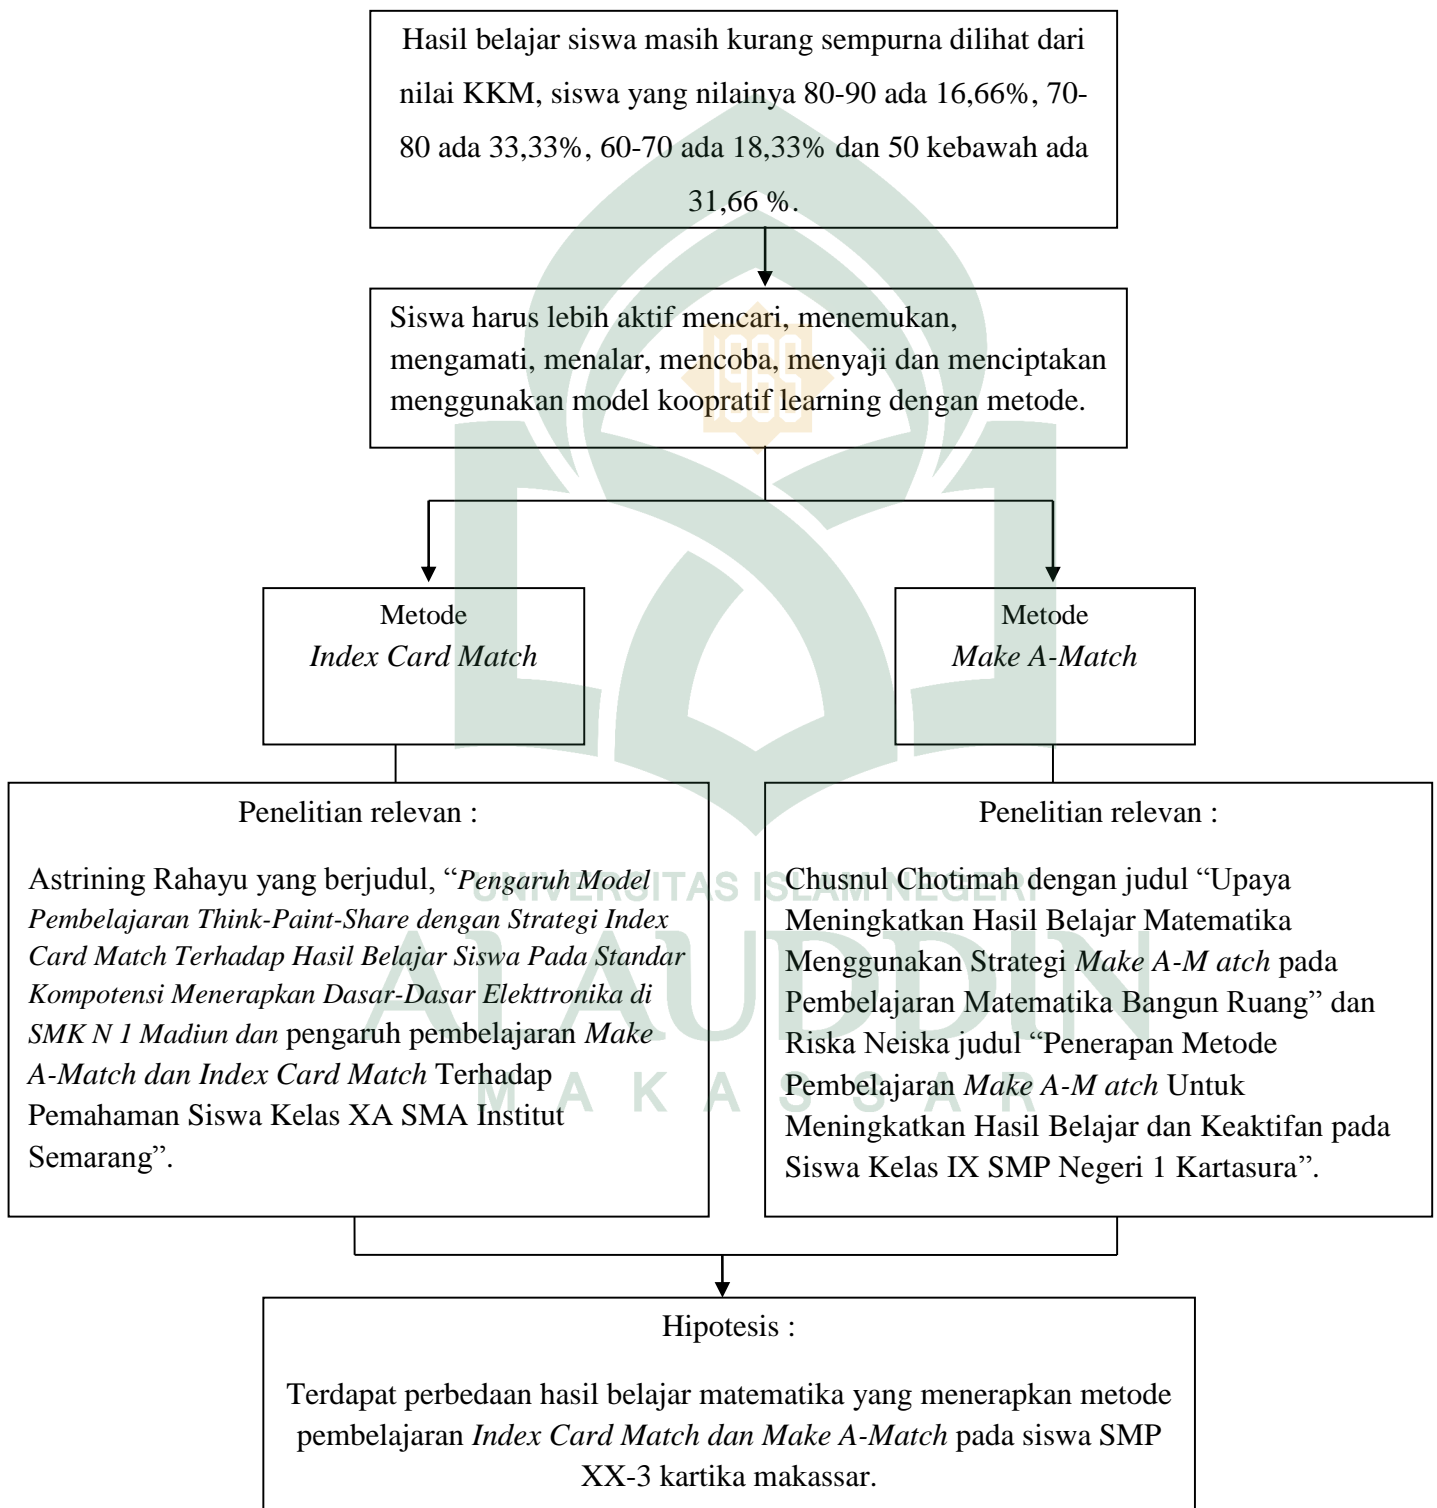 Hasil belajar siswa masih kurang sempurna dilihat dari
nilai KKM, siswa yang nilainya 80-90 ada 16,66%, 70-
80 ada 33,33%, 60-70 ada 18,33% dan 50 kebawah ada
31,66 %.
Siswa harus lebih aktif mencari, menemukan,
mengamati, menalar, mencoba, menyaji dan menciptakan
menggunakan model koopratif learning dengan metode.
1965
Metode
Index Card Match
Metode
Make A-Match
Penelitian relevan :
Astrining Rahayu yang berjudul, “Pengaruh Model
Pembelajaran Think-Paint-Share dengan Strategi Index
Card Match Terhadap Hasil Belajar Siswa Pada Standar
Kompotensi Menerapkan Dasar-Dasar Elekttronika di
SMK N 1 Madiun dan pengaruh pembelajaran Make
A-Match dan Index Card Match Terhadap
Pemahaman Siswa Kelas XA SMA Institut
Semarang”.
Penelitian relevan :
Chusnul Chotimah dengan judul “Upaya
Meningkatkan Hasil Belajar Matematika
Menggunakan Strategi Make A-M atch pada
Pembelajaran Matematika Bangun Ruang” dan
Riska Neiska judul “Penerapan Metode
Pembelajaran Make A-M atch Untuk
Meningkatkan Hasil Belajar dan Keaktifan pada
Siswa Kelas IX SMP Negeri 1 Kartasura”.
UNIVERSITAS ISLAM NEGERI
ALAUDDIN
MAKASSAR
Hipotesis :
Terdapat perbedaan hasil belajar matematika yang menerapkan metode
pembelajaran Index Card Match dan Make A-Match pada siswa SMP
XX-3 kartika makassar.